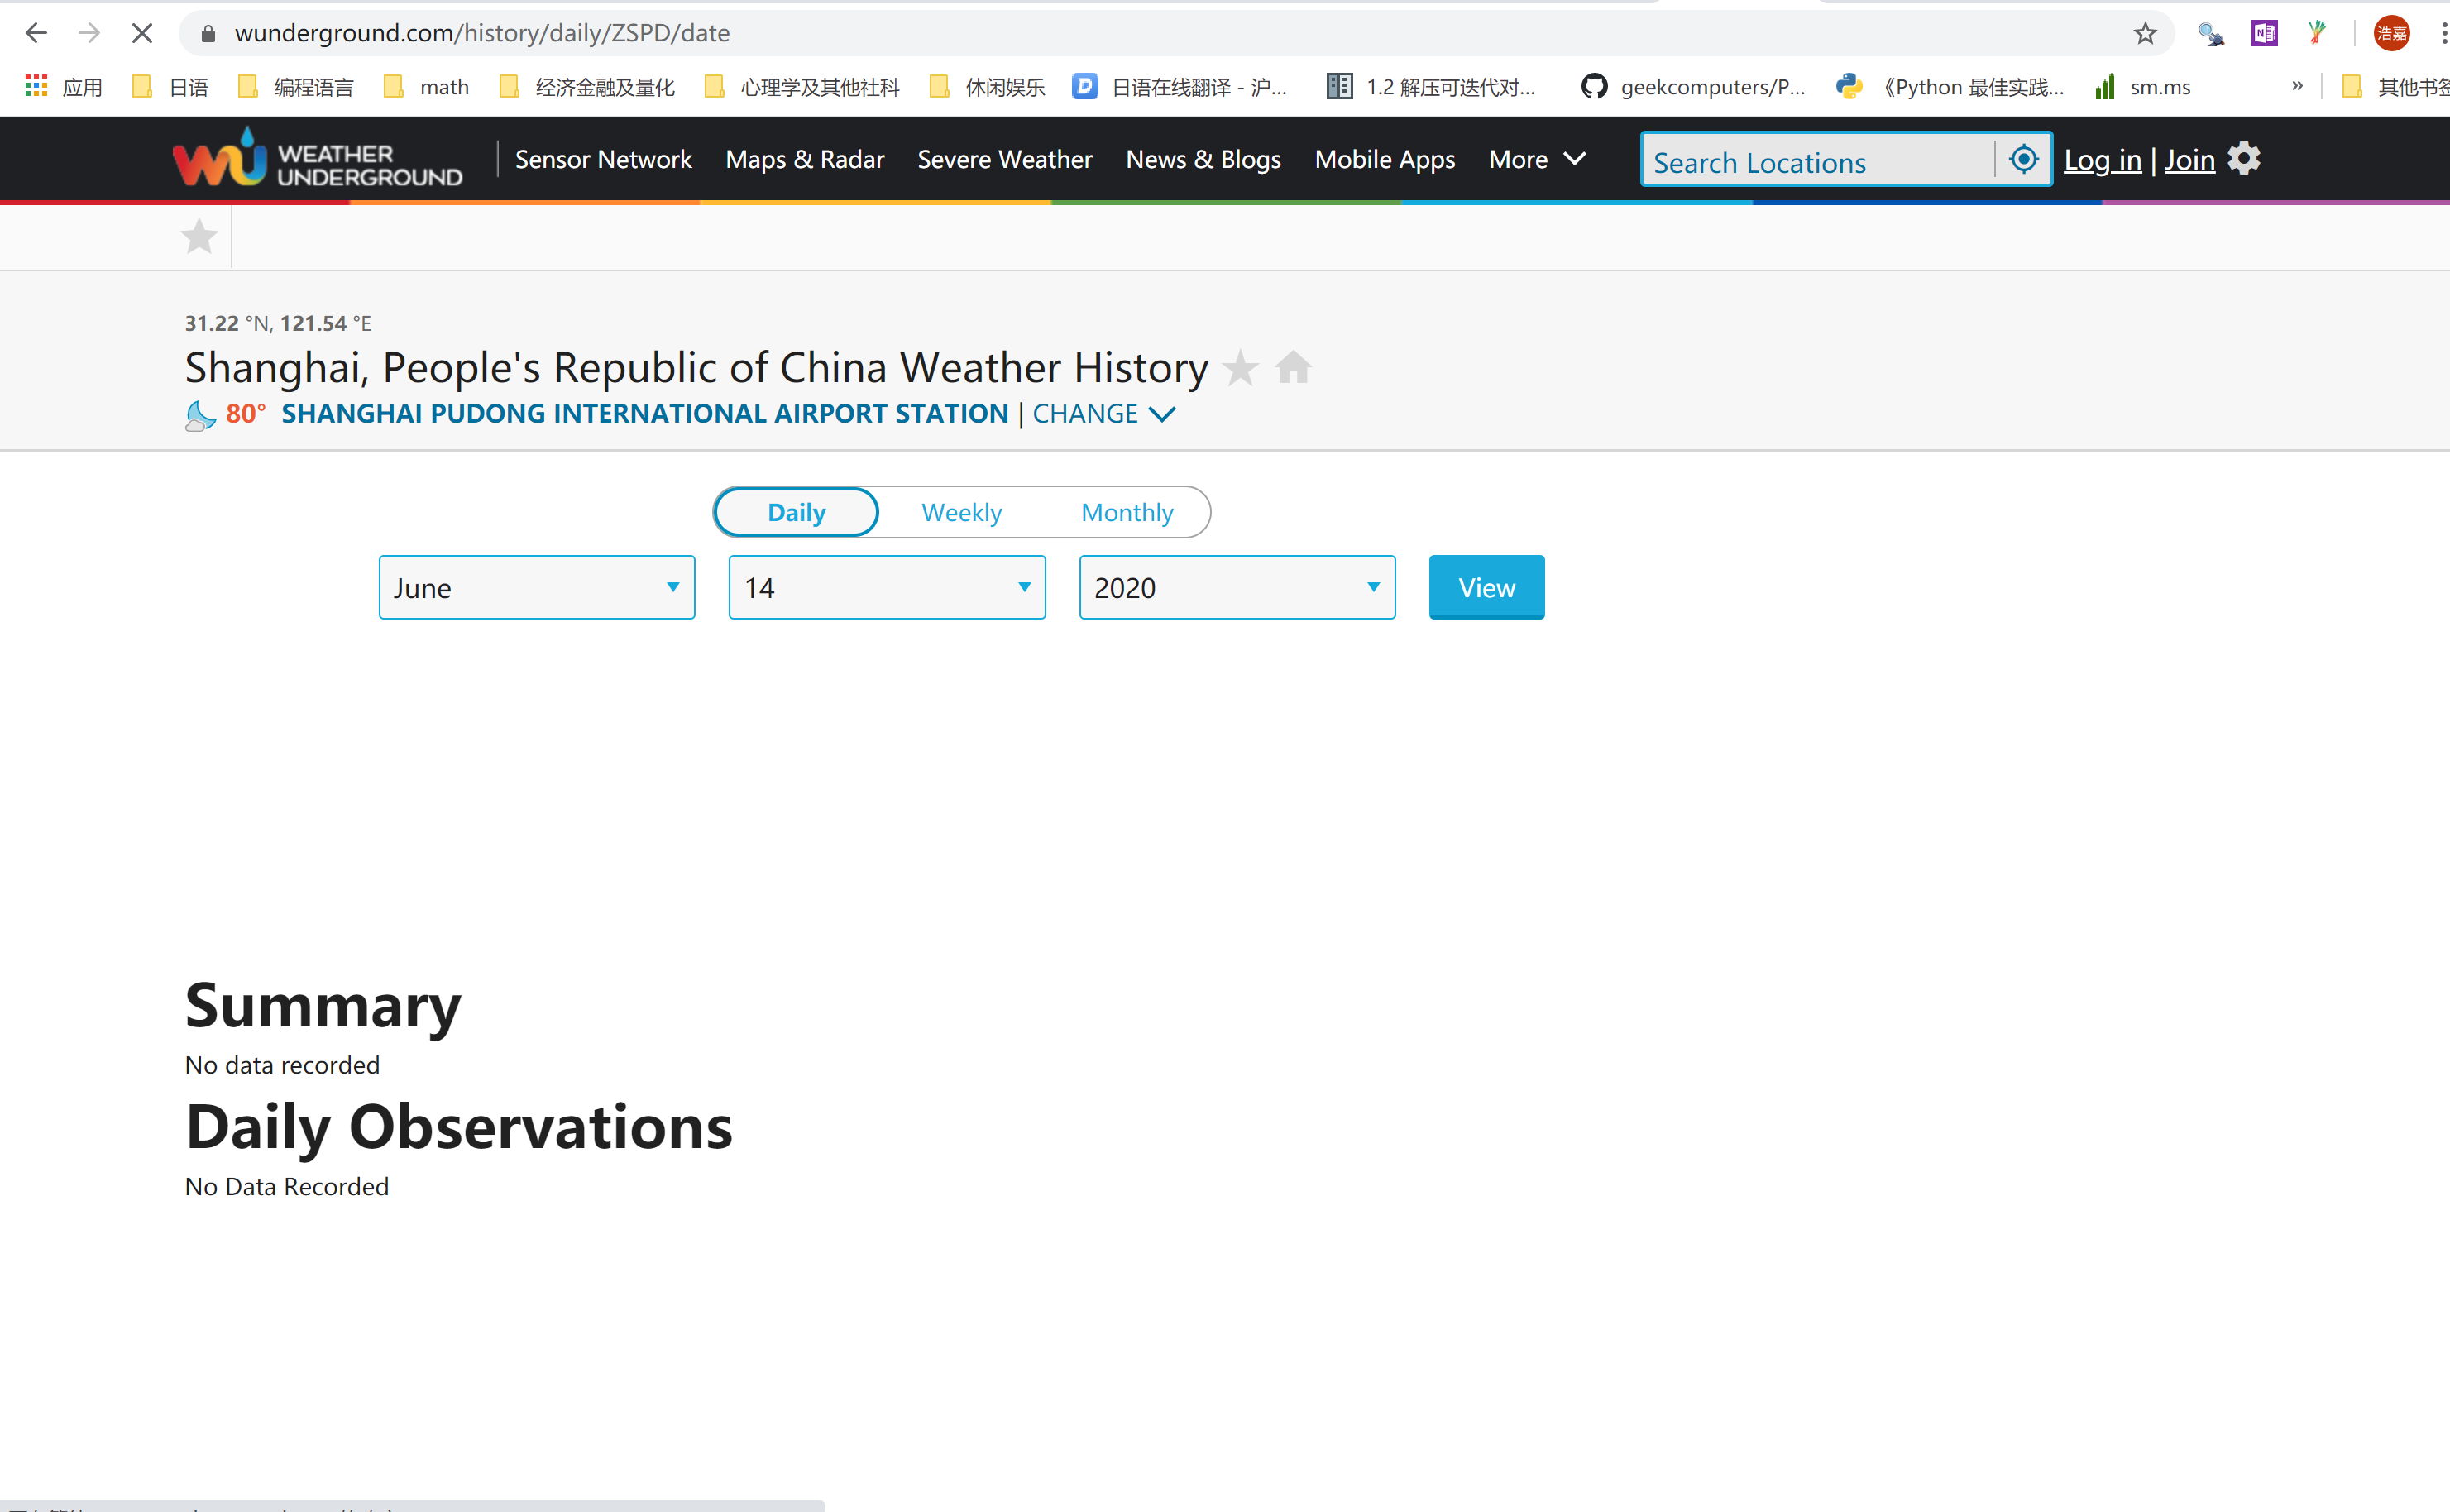 wunderground.com/history/daily/ZSPD/date
浩嘉
应用 日语 编程语言 math 经济金融及量化 心理学及其他社科 休闲娱乐 日语在线翻译 - 沪... 1.2 解压可迭代对... geekcomputers/P... 《Python 最佳实践... sm.ms » 其他书签
WU WEATHER UNDERGROUND Sensor Network Maps & Radar Severe Weather News & Blogs Mobile Apps More Search Locations Log in | Join
31.22 °N, 121.54 °E
Shanghai, People's Republic of China Weather History
80° SHANGHAI PUDONG INTERNATIONAL AIRPORT STATION | CHANGE
Daily Weekly Monthly
June 14 2020 View
Summary
No data recorded
Daily Observations
No Data Recorded